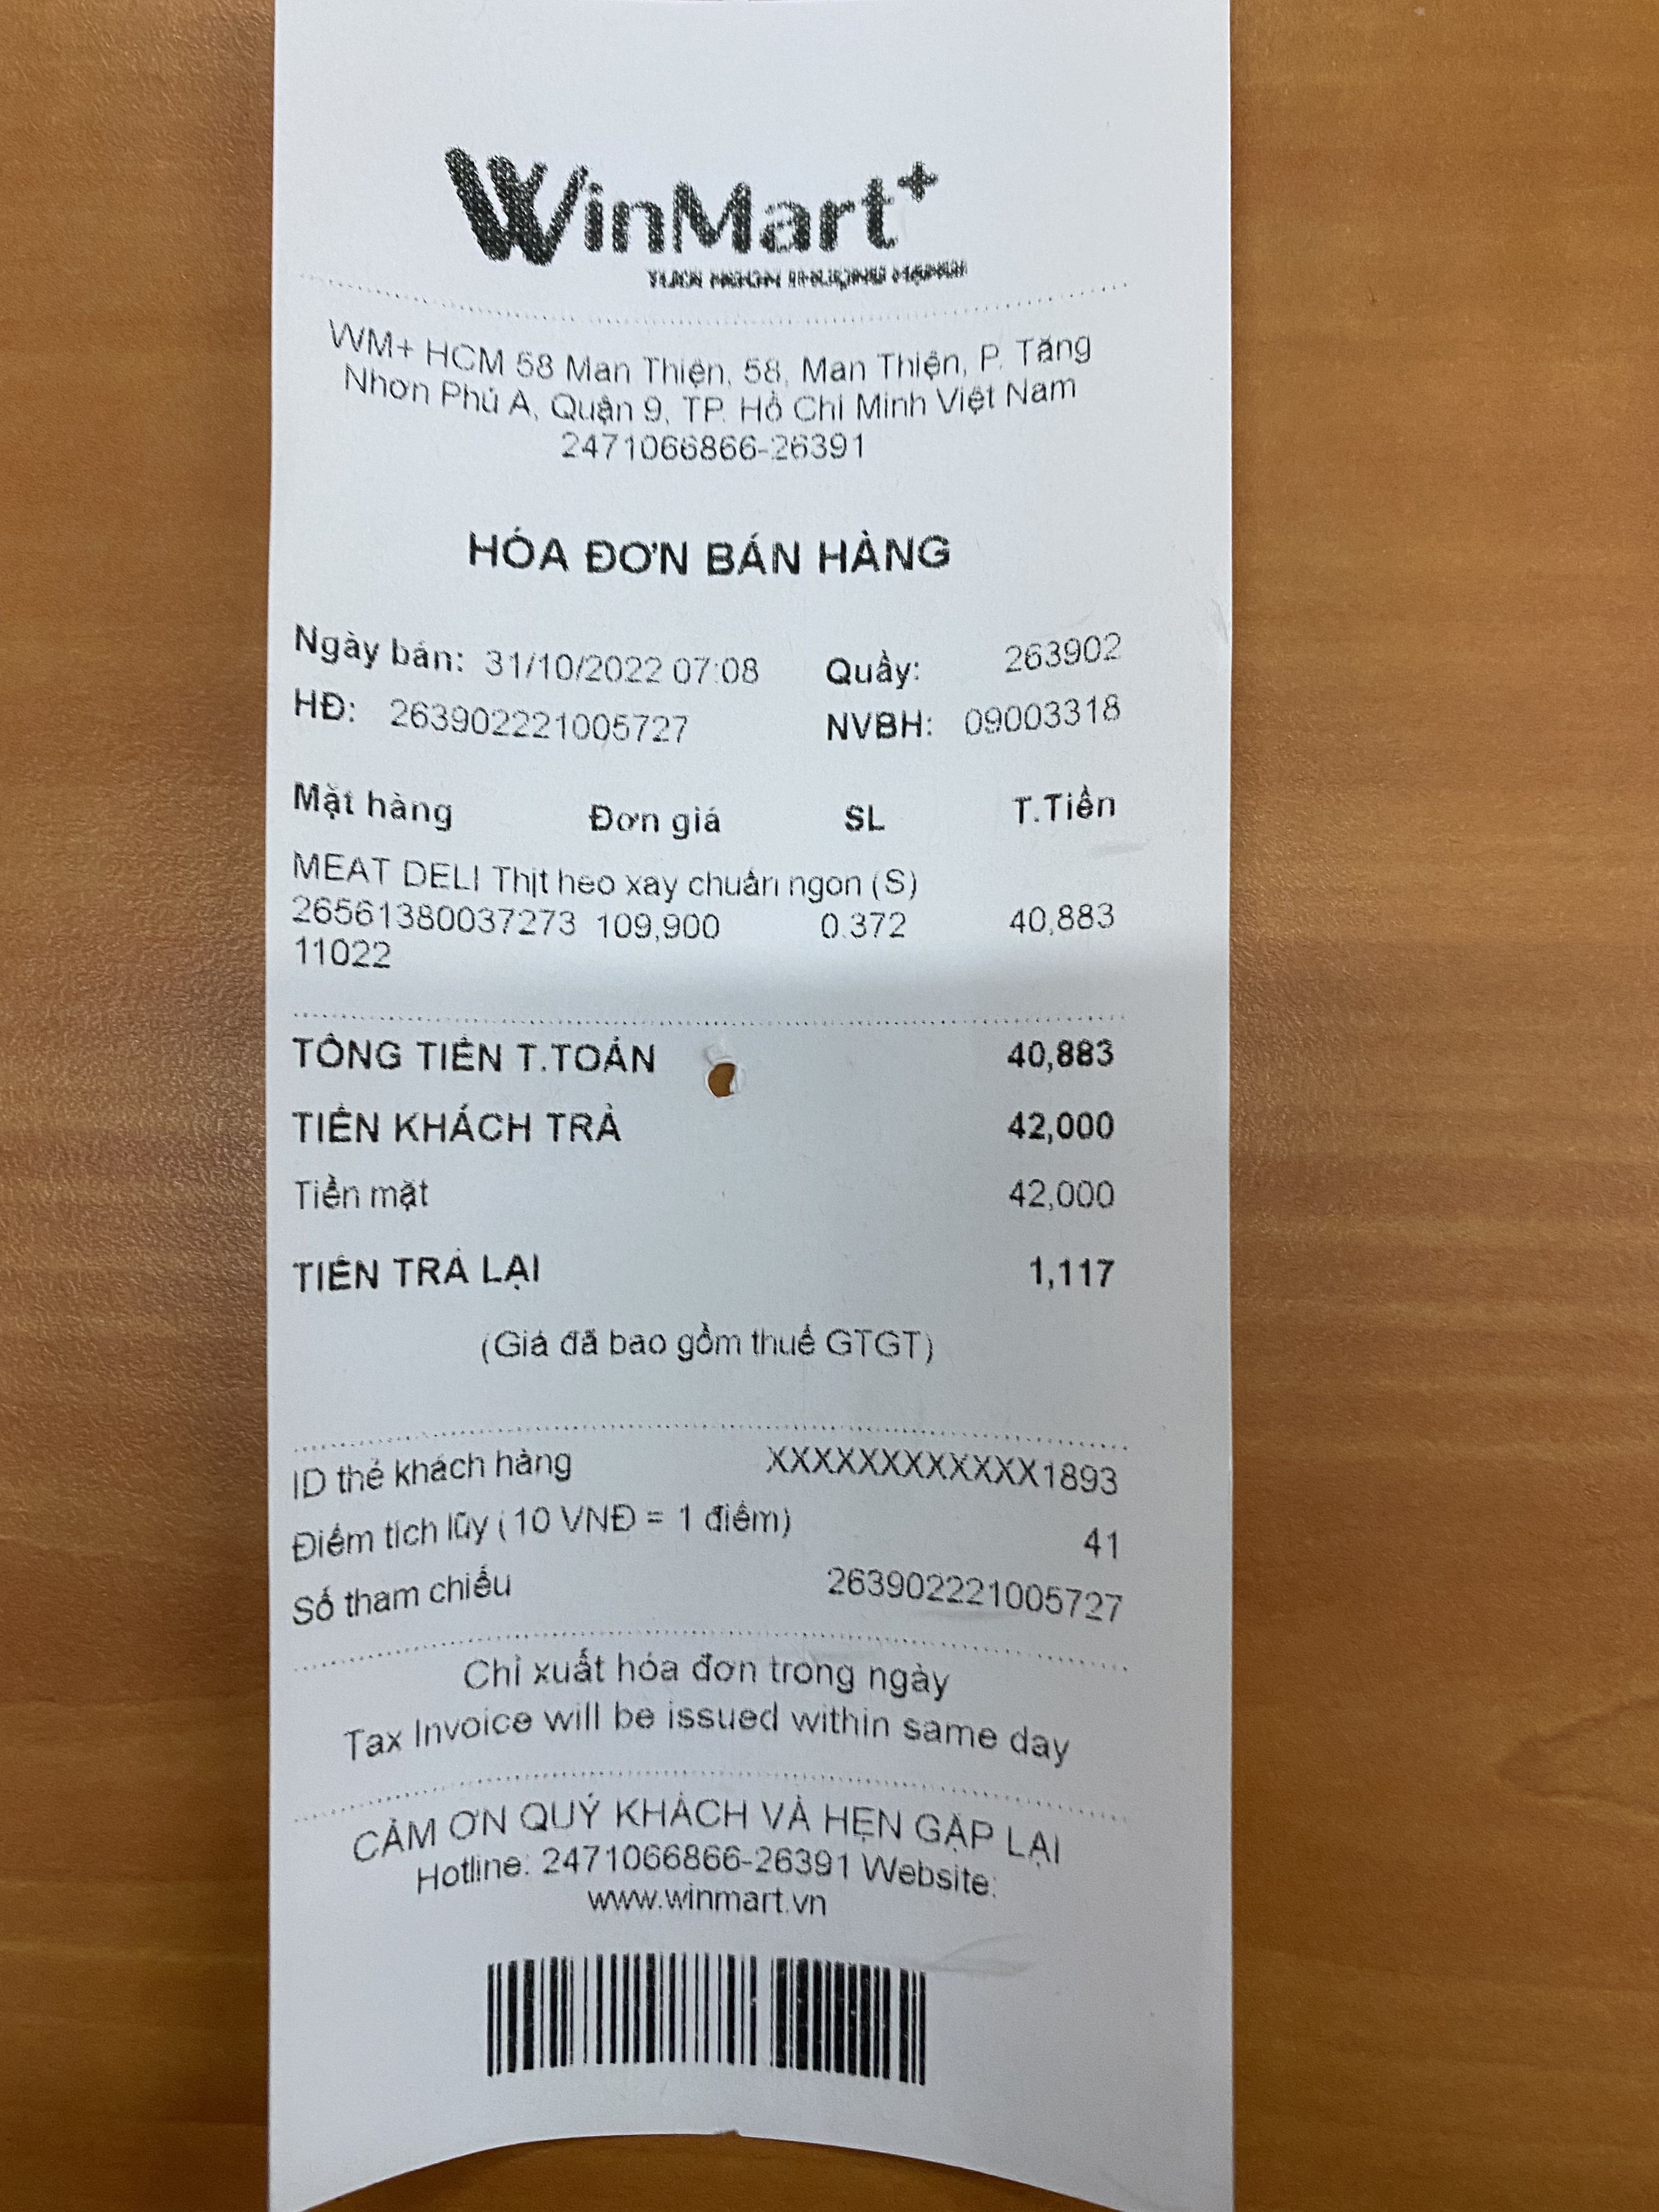 WinMart+
WM+ HCM 58 Man Thiện, 58, Man Thiện, P. Tăng
Nhơn Phú A, Quận 9, TP. Hồ Chí Minh Việt Nam
2471066866-26391
HÓA ĐƠN BÁN HÀNG
Ngày bán: 31/10/2022 07:08 Quầy: 263902
HĐ: 263902221005727 NVBH: 09003318
Mặt hàng Đơn giá SL T.Tiền
MEAT DELI Thịt heo xay chuẩn ngon (S)
26561380037273 109,900 0.372 40,883
11022
TỔNG TIỀN T.TOÁN 40,883
TIỀN KHÁCH TRẢ 42,000
Tiền mặt 42,000
TIỀN TRẢ LẠI 1,117
(Giá đã bao gồm thuế GTGT)
ID thẻ khách hàng XXXXXXXXXXXX1893
Điểm tích lũy (10 VNĐ = 1 điểm) 41
Số tham chiếu 263902221005727
Chỉ xuất hóa đơn trong ngày
Tax Invoice will be issued within same day
CẢM ƠN QUÝ KHÁCH VÀ HẸN GẶP LẠI
Hotline: 2471066866-26391 Website:
www.winmart.vn